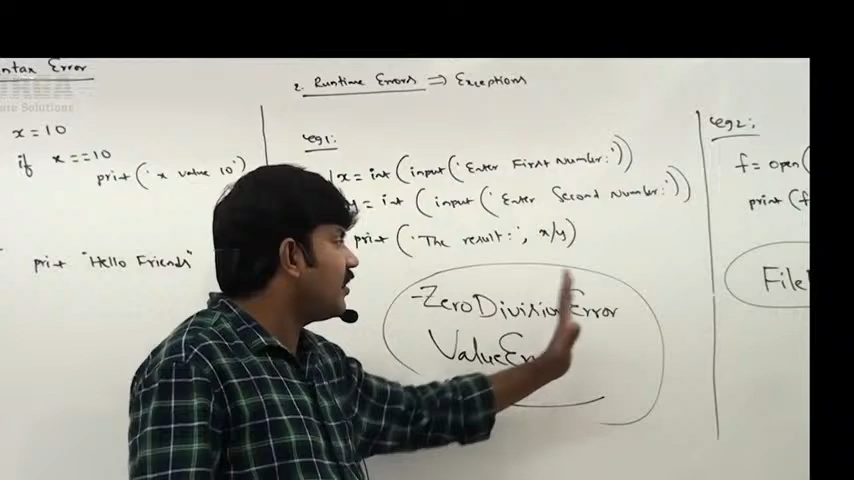 ntax Error
x = 10
if x == 10
print('x value 10')
print "Hello Friends"
2. Runtime Errors ⇒ Exceptions
eg1:
x = int(input('Enter First Number:'))
y = int(input('Enter Second Number:'))
print('The result:', x/y)
ZeroDivisionError
ValueErr
eg2:
f = open(
print(f
File